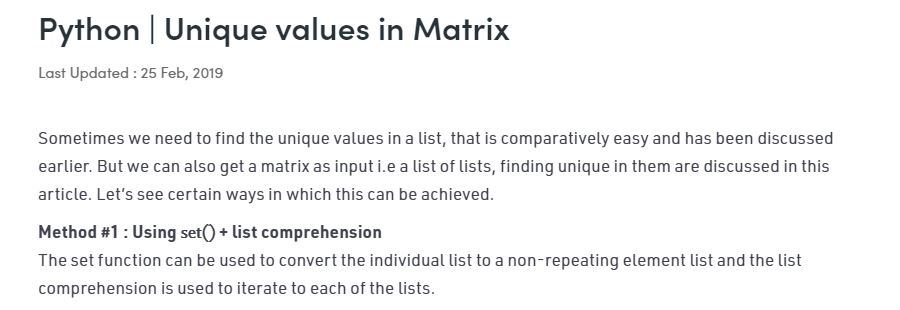 Python | Unique values in Matrix
Last Updated : 25 Feb, 2019
Sometimes we need to find the unique values in a list, that is comparatively easy and has been discussed
earlier. But we can also get a matrix as input i.e a list of lists, finding unique in them are discussed in this
article. Let’s see certain ways in which this can be achieved.
Method #1 : Using set() + list comprehension
The set function can be used to convert the individual list to a non-repeating element list and the list
comprehension is used to iterate to each of the lists.